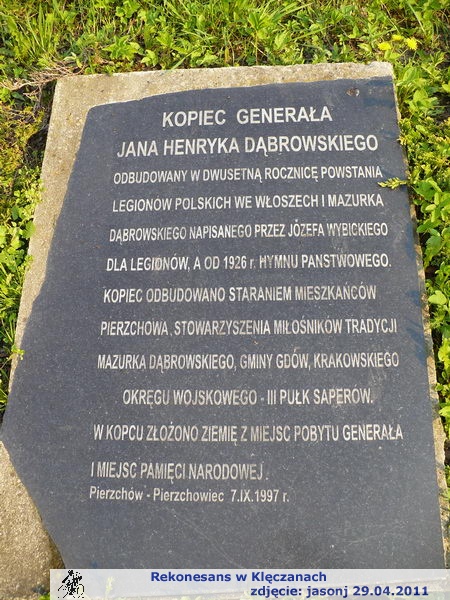 KOPIEC GENERAŁA
JANA HENRYKA DĄBROWSKIEGO
ODBUDOWANY W DWUSETNĄ ROCZNICĘ POWSTANIA
LEGIONÓW POLSKICH WE WŁOSZECH I MAZURKA
DĄBROWSKIEGO NAPISANEGO PRZEZ JÓZEFA WYBICKIEGO
DLA LEGIONÓW, A OD 1926 r. HYMNU PAŃSTWOWEGO.
KOPIEC ODBUDOWANO STARANIEM MIESZKAŃCÓW
PIERZCHOWA, STOWARZYSZENIA MIŁOŚNIKÓW TRADYCJI
MAZURKA DĄBROWSKIEGO, GMINY GDÓW, KRAKOWSKIEGO
OKRĘGU WOJSKOWEGO - III PUŁK SAPERÓW.
W KOPCU ZŁOŻONO ZIEMIĘ Z MIEJSC POBYTU GENERAŁA
I MIEJSC PAMIĘCI NARODOWEJ.
Pierzchów - Pierzchowiec 7.IX.1997 r.
Rekonesans w Klęczanach
zdjęcie: jasonj 29.04.2011